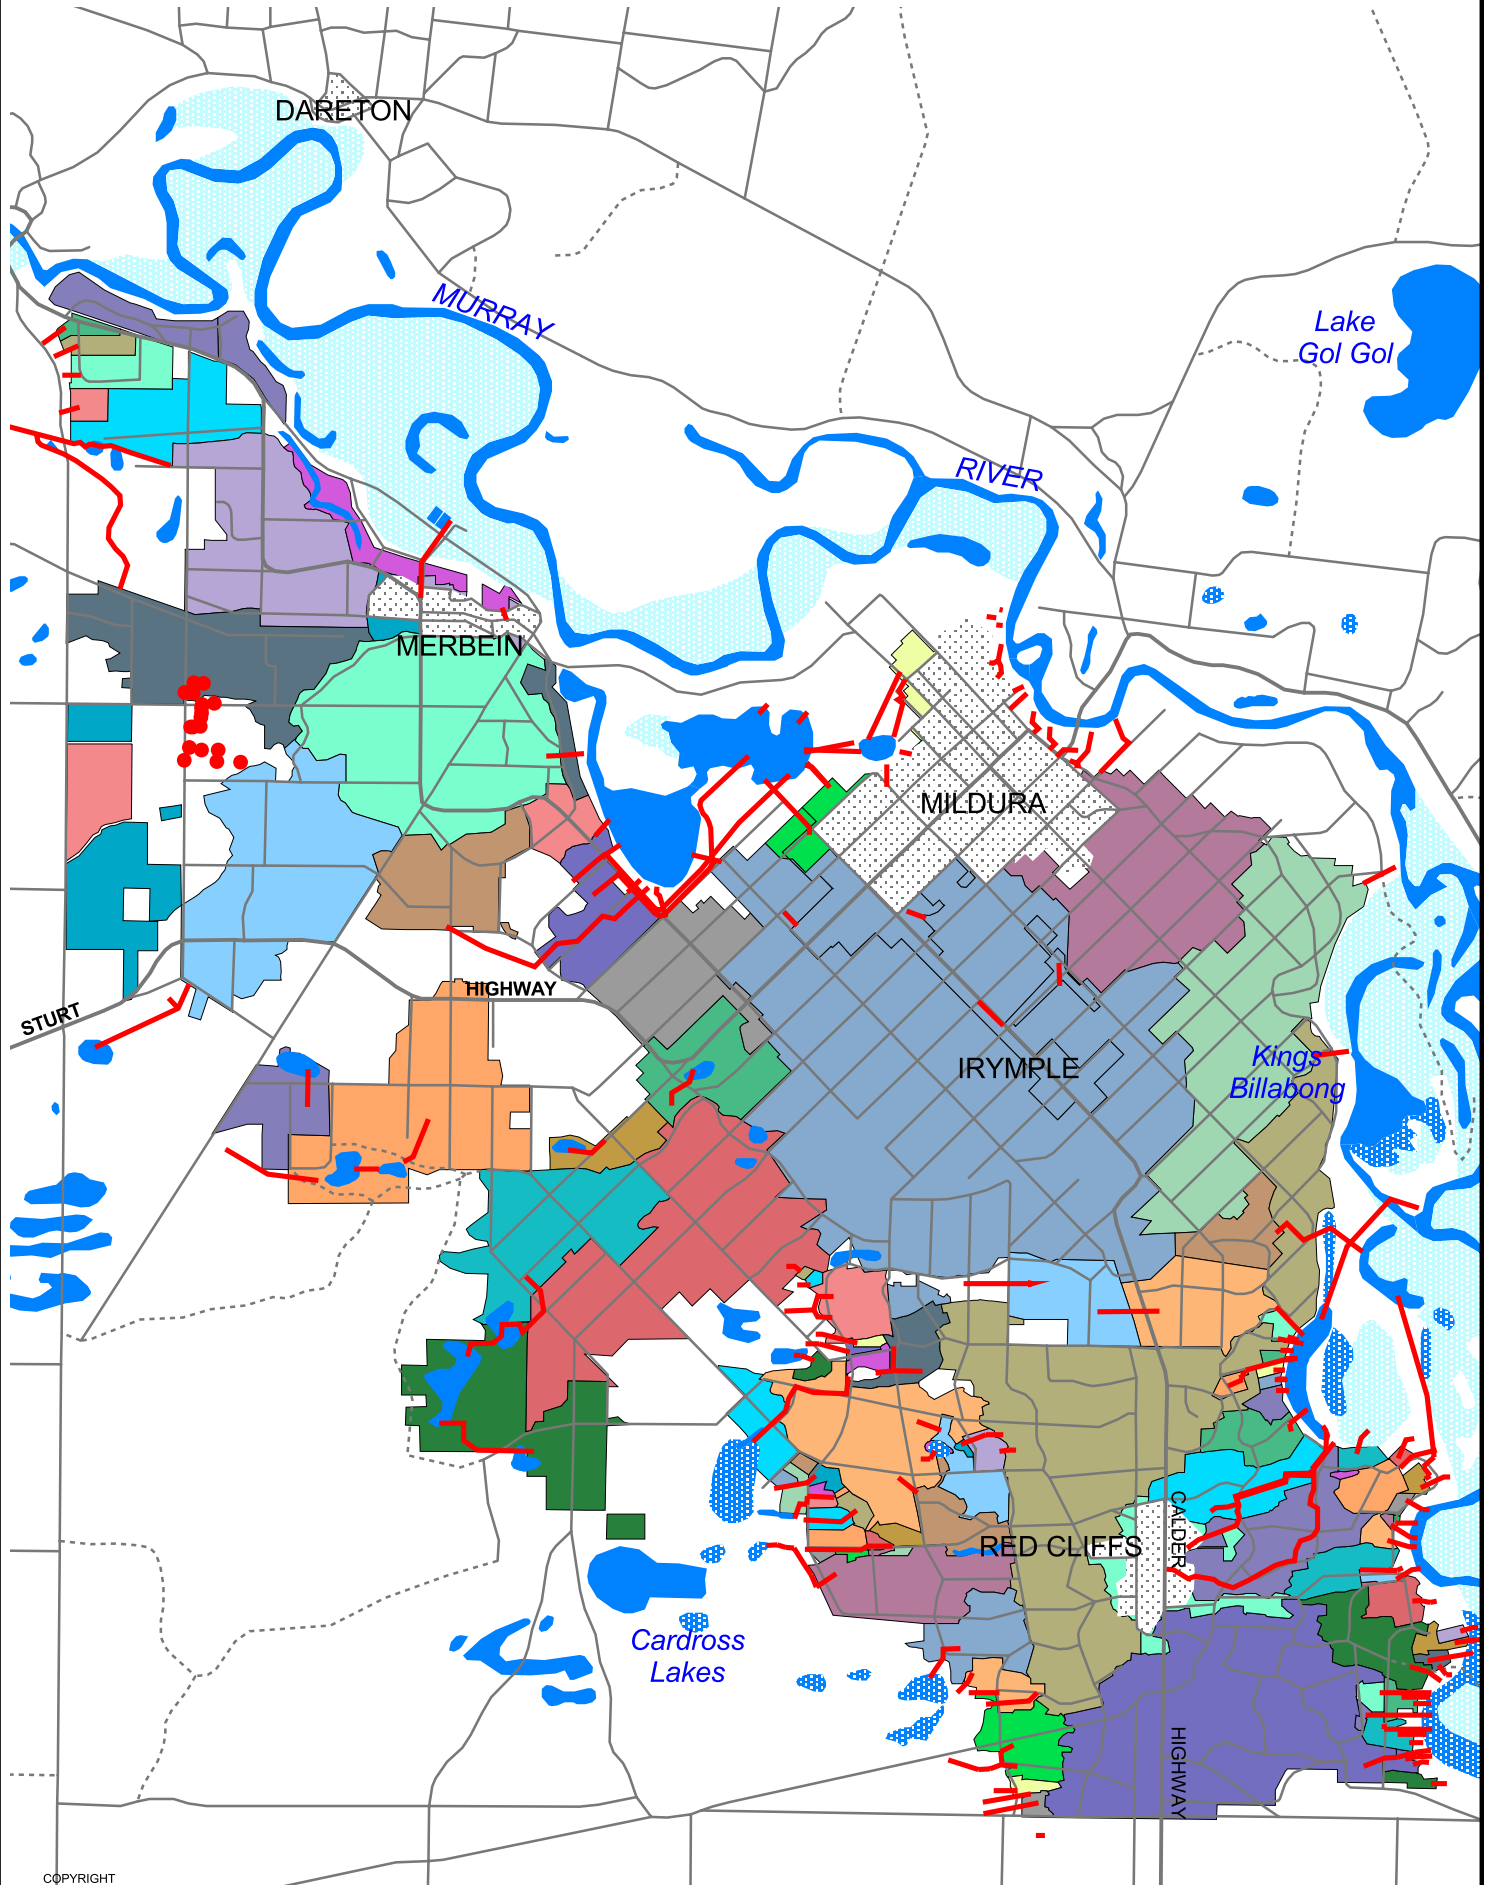 DARETON
MURRAY
Lake
Gol Gol
RIVER
MERBEIN
MILDURA
HIGHWAY
STURT
IRYMPLE
Kings
Billabong
CALDER
RED CLIFFS
Cardross
Lakes
HIGHWAY
COPYRIGHT